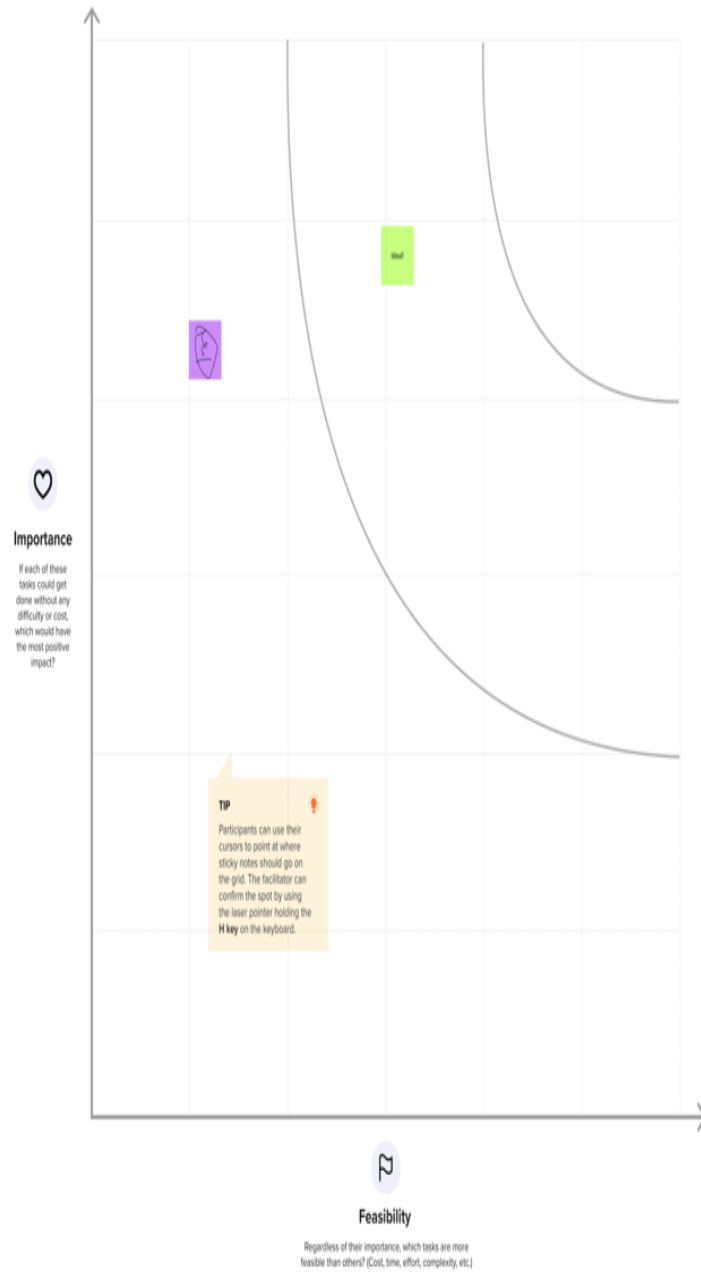 Idea1
Importance
If each of these
tasks could get
done without any
difficulty or cost,
which would have
the most positive
impact?
TIP
Participants can use their
cursors to point at where
sticky notes should go on
the grid. The facilitator can
confirm the spot by using
the laser pointer holding the
H key on the keyboard.
Feasibility
Regardless of their importance, which tasks are more
feasible than others? (Cost, time, effort, complexity, etc.)